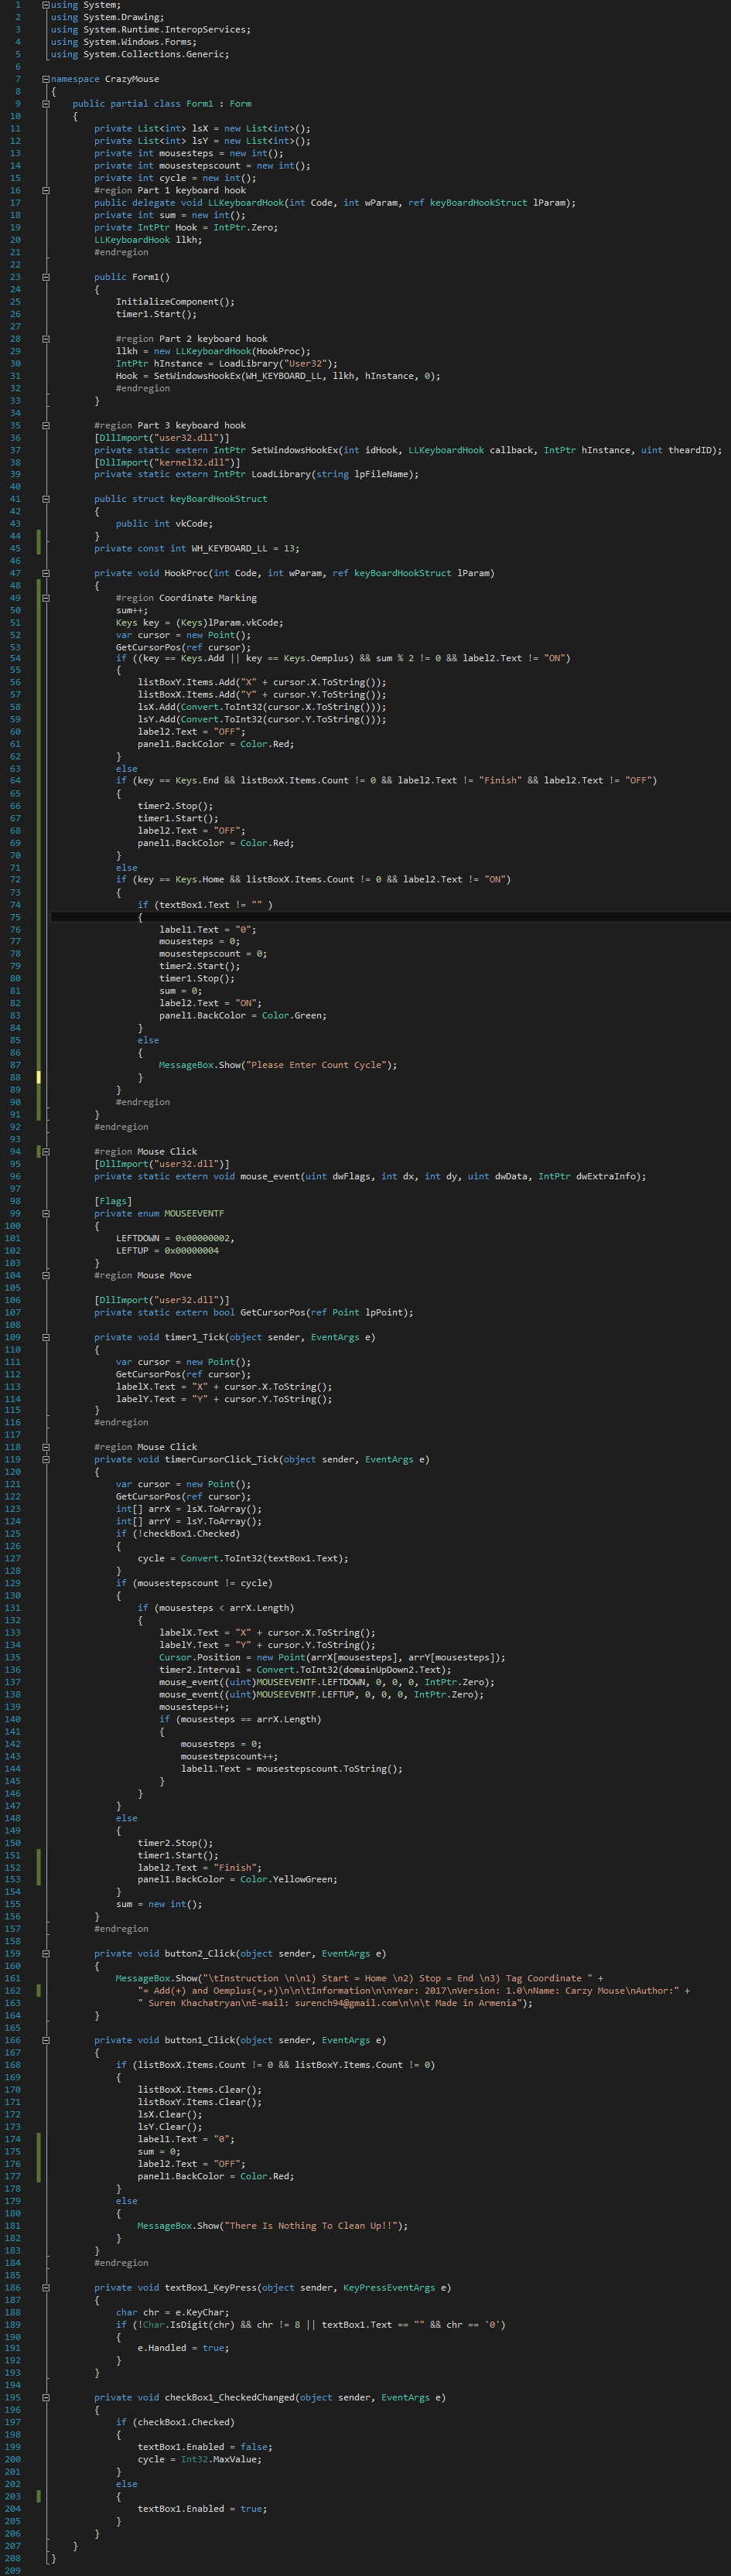 1 using System;
2 using System.Drawing;
3 using System.Runtime.InteropServices;
4 using System.Windows.Forms;
5 using System.Collections.Generic;
6
7 namespace CrazyMouse
8 {
9 public partial class Form1 : Form
10 {
11 private List<int> lsX = new List<int>();
12 private List<int> lsY = new List<int>();
13 private int mousesteps = new int();
14 private int mousestepscount = new int();
15 private int cycle = new int();
16 #region Part 1 keyboard hook
17 public delegate void LLKeyboardHook(int Code, int wParam, ref keyBoardHookStruct lParam);
18 private int sum = new int();
19 private IntPtr Hook = IntPtr.Zero;
20 LLKeyboardHook llkh;
21 #endregion
22
23 public Form1()
24 {
25 InitializeComponent();
26 timer1.Start();
27
28 #region Part 2 keyboard hook
29 llkh = new LLKeyboardHook(HookProc);
30 IntPtr hInstance = LoadLibrary("User32");
31 Hook = SetWindowsHookEx(WH_KEYBOARD_LL, llkh, hInstance, 0);
32 #endregion
33 }
34
35 #region Part 3 keyboard hook
36 [DllImport("user32.dll")]
37 private static extern IntPtr SetWindowsHookEx(int idHook, LLKeyboardHook callback, IntPtr hInstance, uint theardID);
38 [DllImport("kernel32.dll")]
39 private static extern IntPtr LoadLibrary(string lpFileName);
40
41 public struct keyBoardHookStruct
42 {
43 public int vkCode;
44 }
45 private const int WH_KEYBOARD_LL = 13;
46
47 private void HookProc(int Code, int wParam, ref keyBoardHookStruct lParam)
48 {
49 #region Coordinate Marking
50 sum++;
51 Keys key = (Keys)lParam.vkCode;
52 var cursor = new Point();
53 GetCursorPos(ref cursor);
54 if ((key == Keys.Add || key == Keys.Oemplus) && sum % 2 != 0 && label2.Text != "ON")
55 {
56 listBoxY.Items.Add("X" + cursor.X.ToString());
57 listBoxX.Items.Add("Y" + cursor.Y.ToString());
58 lsX.Add(Convert.ToInt32(cursor.X.ToString()));
59 lsY.Add(Convert.ToInt32(cursor.Y.ToString()));
60 label2.Text = "OFF";
61 panel1.BackColor = Color.Red;
62 }
63 else
64 if (key == Keys.End && listBoxX.Items.Count != 0 && label2.Text != "Finish" && label2.Text != "OFF")
65 {
66 timer2.Stop();
67 timer1.Start();
68 label2.Text = "OFF";
69 panel1.BackColor = Color.Red;
70 }
71 else
72 if (key == Keys.Home && listBoxX.Items.Count != 0 && label2.Text != "ON")
73 {
74 if (textBox1.Text != "" )
75 {
76 label1.Text = "0";
77 mousesteps = 0;
78 mousestepscount = 0;
79 timer2.Start();
80 timer1.Stop();
81 sum = 0;
82 label2.Text = "ON";
83 panel1.BackColor = Color.Green;
84 }
85 else
86 {
87 MessageBox.Show("Please Enter Count Cycle");
88 }
89 }
90 #endregion
91 }
92 #endregion
93
94 #region Mouse Click
95 [DllImport("user32.dll")]
96 private static extern void mouse_event(uint dwFlags, int dx, int dy, uint dwData, IntPtr dwExtraInfo);
97
98 [Flags]
99 private enum MOUSEEVENTF
100 {
101 LEFTDOWN = 0x00000002,
102 LEFTUP = 0x00000004
103 }
104 #region Mouse Move
105
106 [DllImport("user32.dll")]
107 private static extern bool GetCursorPos(ref Point lpPoint);
108
109 private void timer1_Tick(object sender, EventArgs e)
110 {
111 var cursor = new Point();
112 GetCursorPos(ref cursor);
113 labelX.Text = "X" + cursor.X.ToString();
114 labelY.Text = "Y" + cursor.Y.ToString();
115 }
116 #endregion
117
118 #region Mouse Click
119 private void timerCursorClick_Tick(object sender, EventArgs e)
120 {
121 var cursor = new Point();
122 GetCursorPos(ref cursor);
123 int[] arrX = lsX.ToArray();
124 int[] arrY = lsY.ToArray();
125 if (!checkBox1.Checked)
126 {
127 cycle = Convert.ToInt32(textBox1.Text);
128 }
129 if (mousestepscount != cycle)
130 {
131 if (mousesteps < arrX.Length)
132 {
133 labelX.Text = "X" + cursor.X.ToString();
134 labelY.Text = "Y" + cursor.Y.ToString();
135 Cursor.Position = new Point(arrX[mousesteps], arrY[mousesteps]);
136 timer2.Interval = Convert.ToInt32(domainUpDown2.Text);
137 mouse_event((uint)MOUSEEVENTF.LEFTDOWN, 0, 0, 0, IntPtr.Zero);
138 mouse_event((uint)MOUSEEVENTF.LEFTUP, 0, 0, 0, IntPtr.Zero);
139 mousesteps++;
140 if (mousesteps == arrX.Length)
141 {
142 mousesteps = 0;
143 mousestepscount++;
144 label1.Text = mousestepscount.ToString();
145 }
146 }
147 }
148 else
149 {
150 timer2.Stop();
151 timer1.Start();
152 label2.Text = "Finish";
153 panel1.BackColor = Color.YellowGreen;
154 }
155 sum = new int();
156 }
157 #endregion
158
159 private void button2_Click(object sender, EventArgs e)
160 {
161 MessageBox.Show("\tInstruction \n\n1) Start = Home \n2) Stop = End \n3) Tag Coordinate " +
162 "= Add(+) and Oemplus(=,+)\n\n\tInformation\n\nYear: 2017\nVersion: 1.0\nName: Carzy Mouse\nAuthor:" +
163 " Suren Khachatryan\nE-mail: surench94@gmail.com\n\n\t Made in Armenia");
164 }
165
166 private void button1_Click(object sender, EventArgs e)
167 {
168 if (listBoxX.Items.Count != 0 && listBoxY.Items.Count != 0)
169 {
170 listBoxX.Items.Clear();
171 listBoxY.Items.Clear();
172 lsX.Clear();
173 lsY.Clear();
174 label1.Text = "0";
175 sum = 0;
176 label2.Text = "OFF";
177 panel1.BackColor = Color.Red;
178 }
179 else
180 {
181 MessageBox.Show("There Is Nothing To Clean Up!!");
182 }
183 }
184 #endregion
185
186 private void textBox1_KeyPress(object sender, KeyPressEventArgs e)
187 {
188 char chr = e.KeyChar;
189 if (!Char.IsDigit(chr) && chr != 8 || textBox1.Text == "" && chr == '0')
190 {
191 e.Handled = true;
192 }
193 }
194
195 private void checkBox1_CheckedChanged(object sender, EventArgs e)
196 {
197 if (checkBox1.Checked)
198 {
199 textBox1.Enabled = false;
200 cycle = Int32.MaxValue;
201 }
202 else
203 {
204 textBox1.Enabled = true;
205 }
206 }
207 }
208 }
209